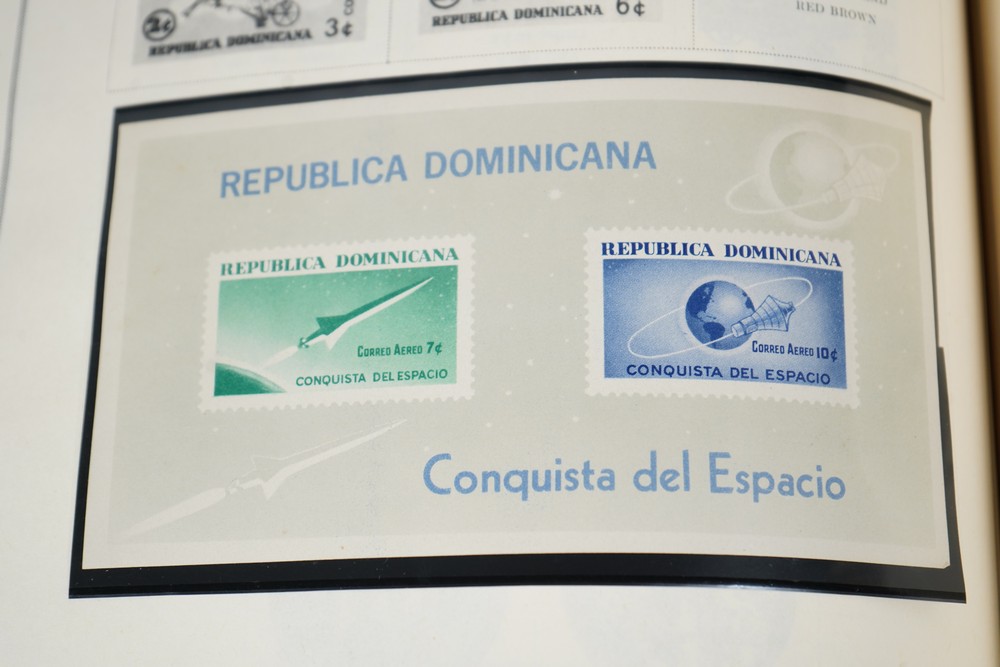 2¢ 3¢
REPUBLICA DOMINICANA
REPUBLICA DOMINICANA 6¢
RED BROWN
REPUBLICA DOMINICANA
REPUBLICA DOMINICANA
CORREO AEREO 7¢
CONQUISTA DEL ESPACIO
REPUBLICA DOMINICANA
CORREO AEREO 10¢
CONQUISTA DEL ESPACIO
Conquista del Espacio